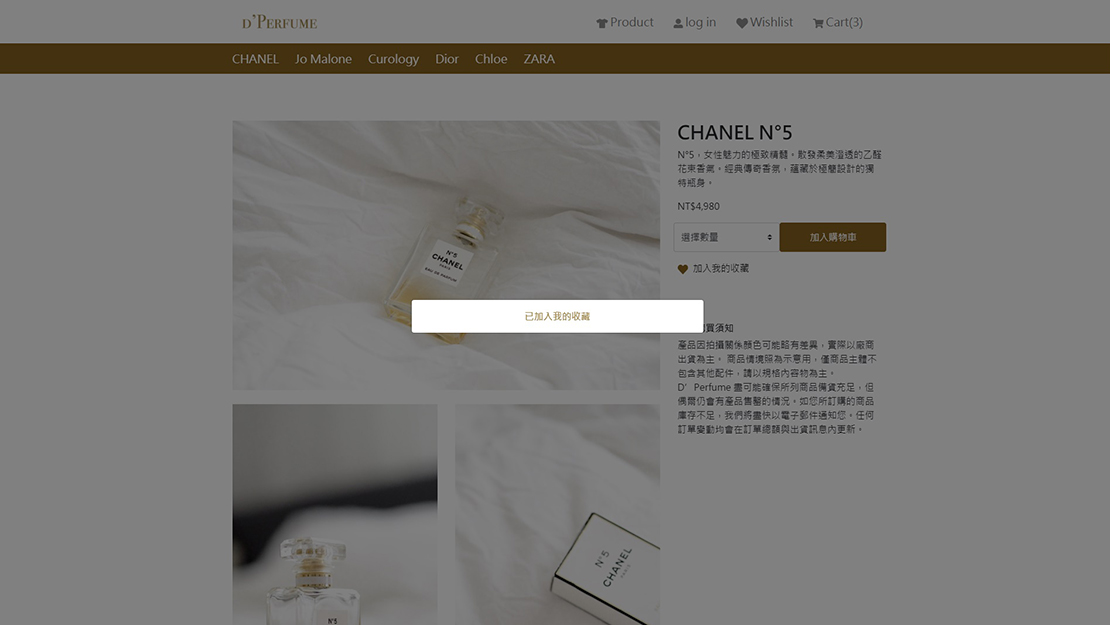 D'PERFUME
Product
log in
Wishlist
Cart(3)
CHANEL Jo Malone Curology Dior Chloe ZARA
CHANEL N°5
N°5，女性魅力的極致精髓。散發柔美滲透的乙醛
花束香氣。經典傳奇香氛，蘊藏於極簡設計的獨
特瓶身。
NT$4,980
選擇數量
加入購物車
加入我的收藏
N°5
CHANEL
PARIS
EAU DE PARFUM
已加入我的收藏
買須知
產品因拍攝關係顏色可能略有差異，實際以廠商
出貨為主。 商品情境照為示意用，僅商品主體不
包含其他配件，請以規格內容物為主。
D’ Perfume 盡可能確保所列商品備貨充足，但
偶爾仍會有產品售罄的情況。如您所訂購的商品
庫存不足，我們將盡快以電子郵件通知您。任何
訂單變動均會在訂單總額與出貨訊息內更新。
N°5
N°5
CHANEL
PARIS